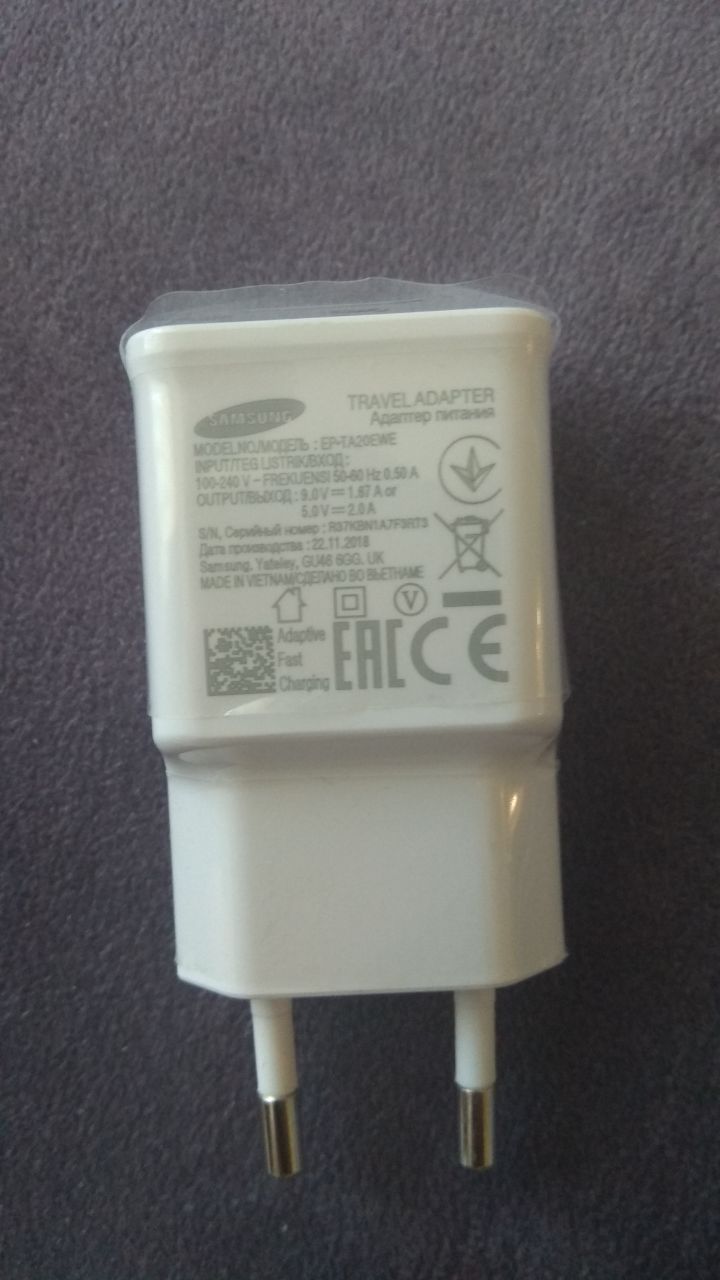 SAMSUNG
TRAVEL ADAPTER
Адаптер питания
MODEL NO./МОДЕЛЬ : EP-TA20EWE
INPUT/TEG LISTRIK/ВХОД :
100-240 V ~ FREKUENSI 50-60 Hz 0.50 A
OUTPUT/ВЫХОД : 9.0 V ⎓ 1.67 A or
5.0 V ⎓ 2.0 A
S/N, Серийный номер : R37KBN1A7F3RT3
Дата производства : 22.11.2018
Samsung, Yateley, GU46 6GG. UK
MADE IN VIETNAM/СДЕЛАНО ВО ВЬЕТНАМЕ
V
Adaptive
Fast
Charging
EAC CE